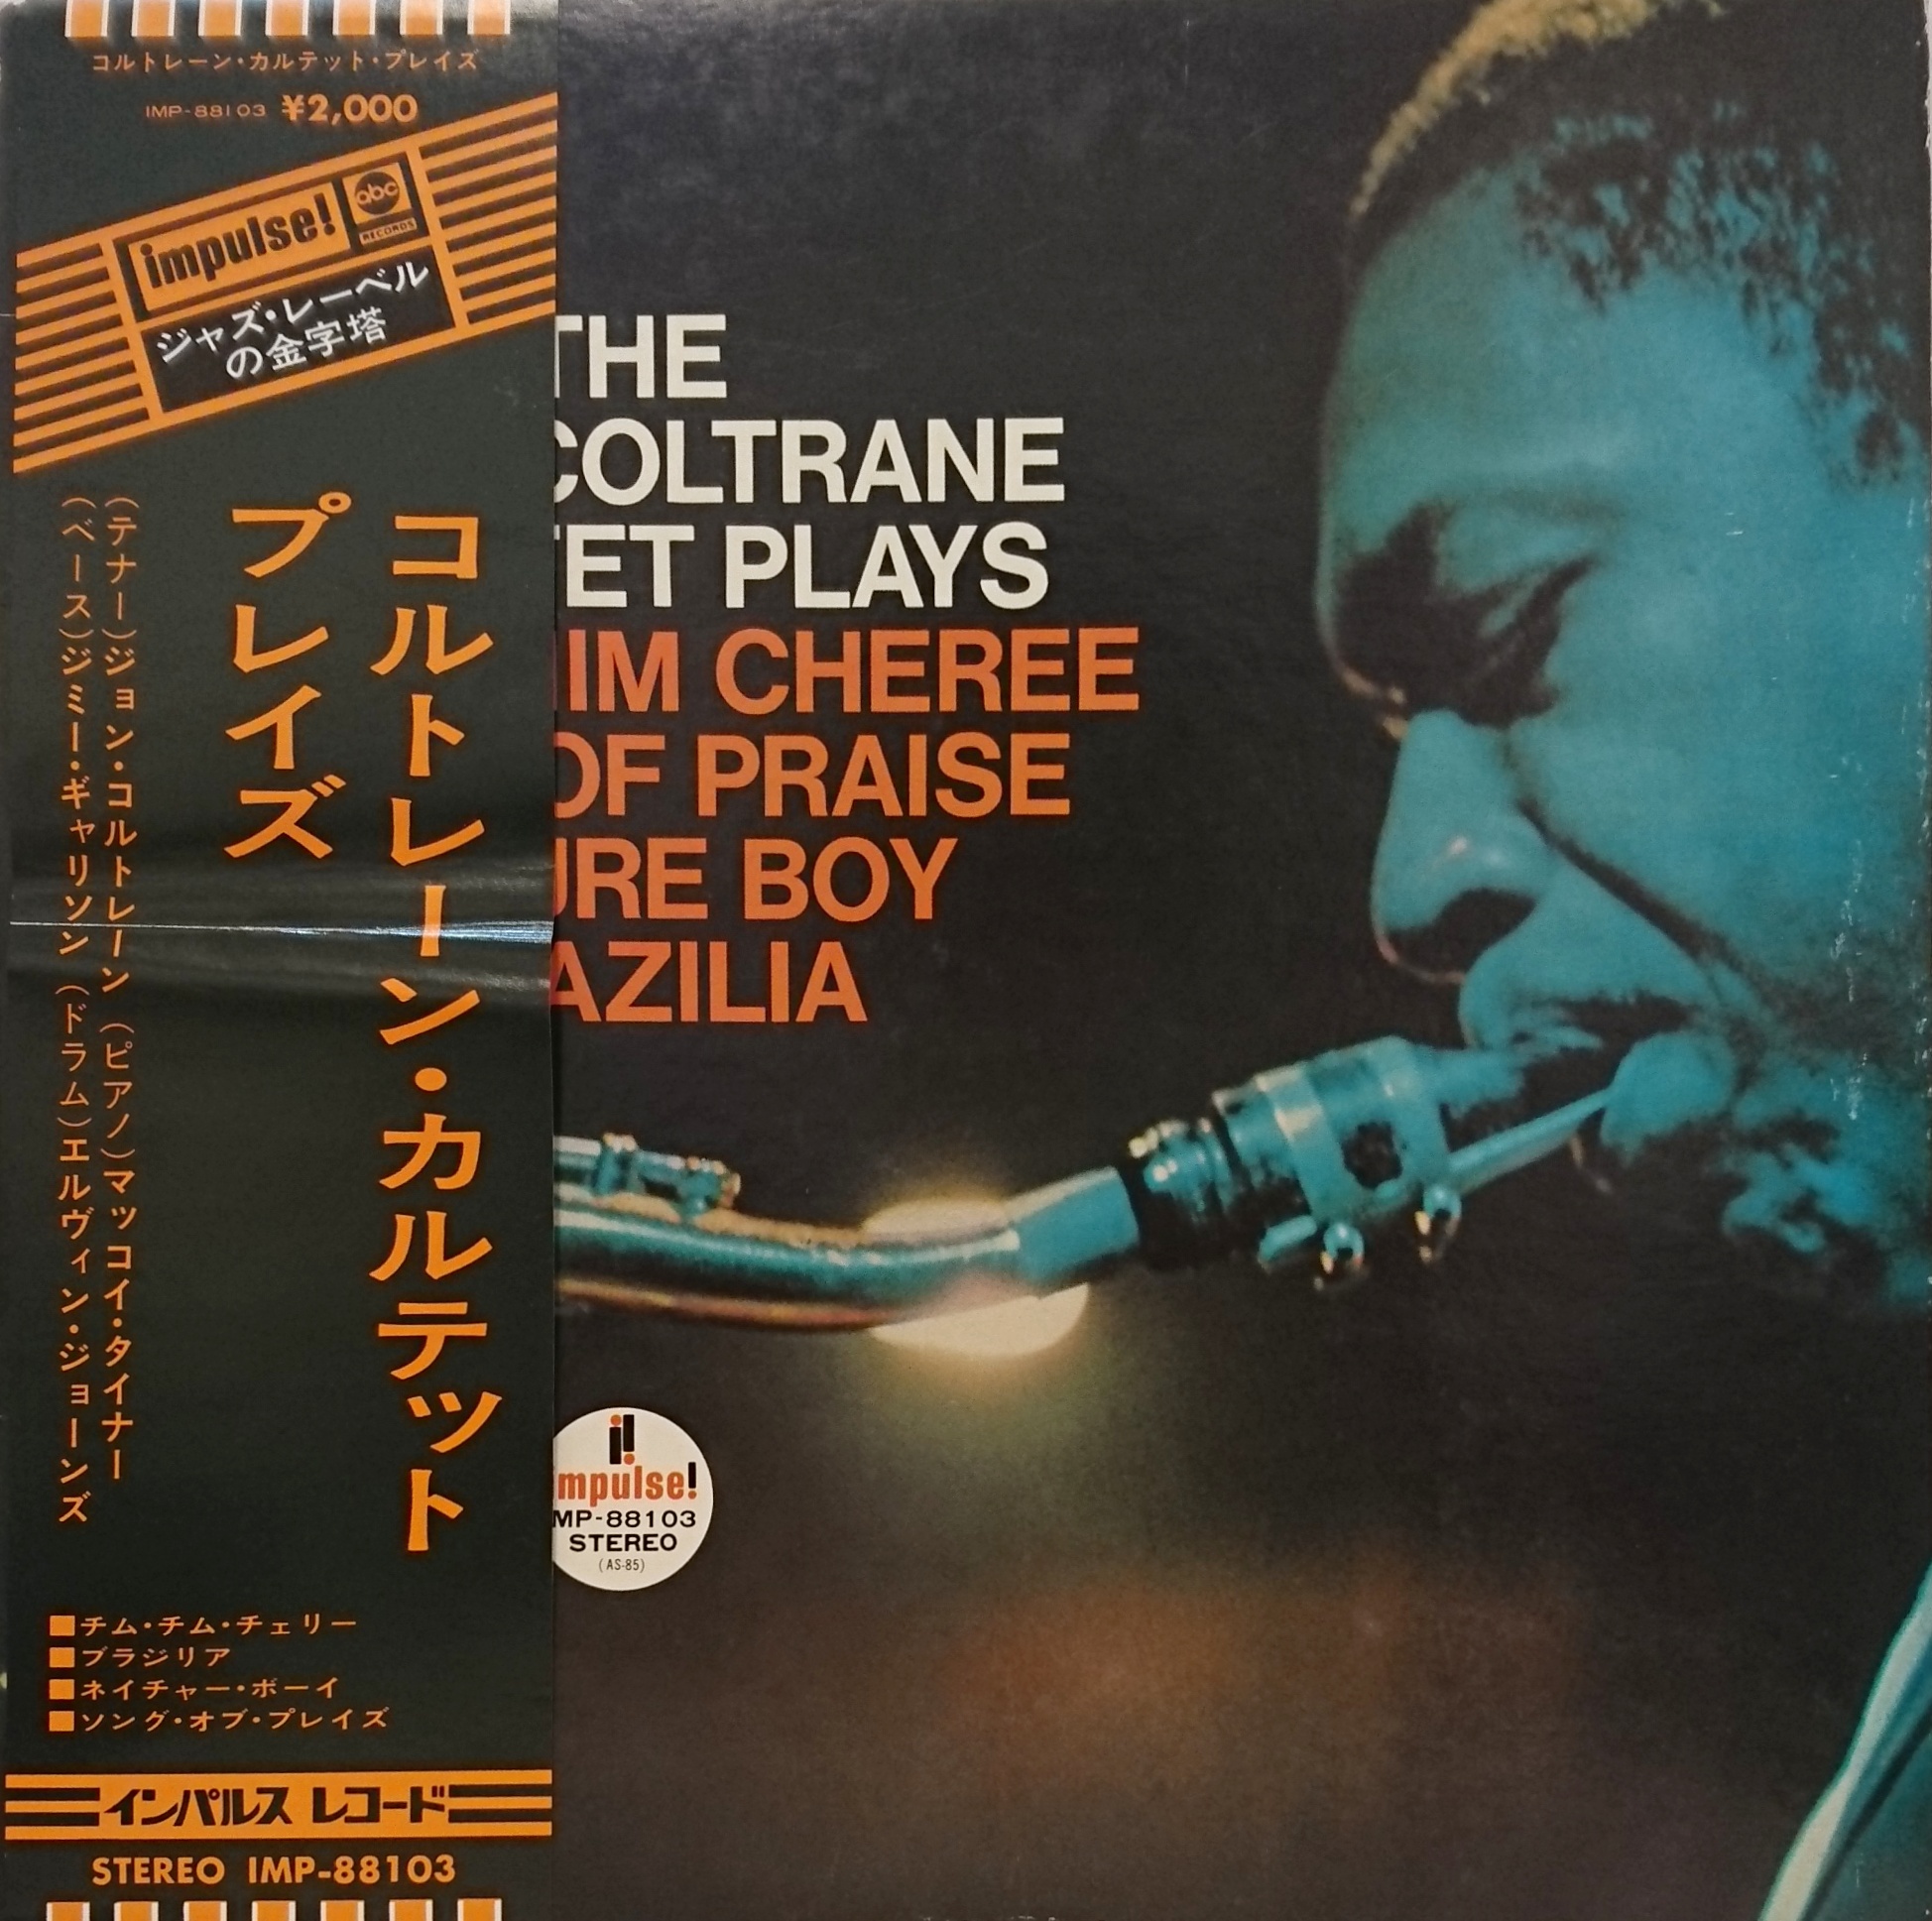 コルトレーン・カルテット・プレイズ
IMP-88103 ¥2,000
impulse!
abc
RECORDS
ジャズ・レーベル
の金字塔
コルトレーン・カルテット
プレイズ
(テナー)ジョン・コルトレーン (ピアノ)マッコイ・タイナー
(ベース)ジミー・ギャリソン (ドラム)エルヴィン・ジョーンズ
■チム・チム・チェリー
■ブラジリア
■ネイチャー・ボーイ
■ソング・オブ・プレイズ
インパルス レコード
STEREO IMP-88103
THE
COLTRANE
TET PLAYS
IM CHEREE
OF PRAISE
URE BOY
AZILIA
impulse!
MP-88103
STEREO
(AS-85)